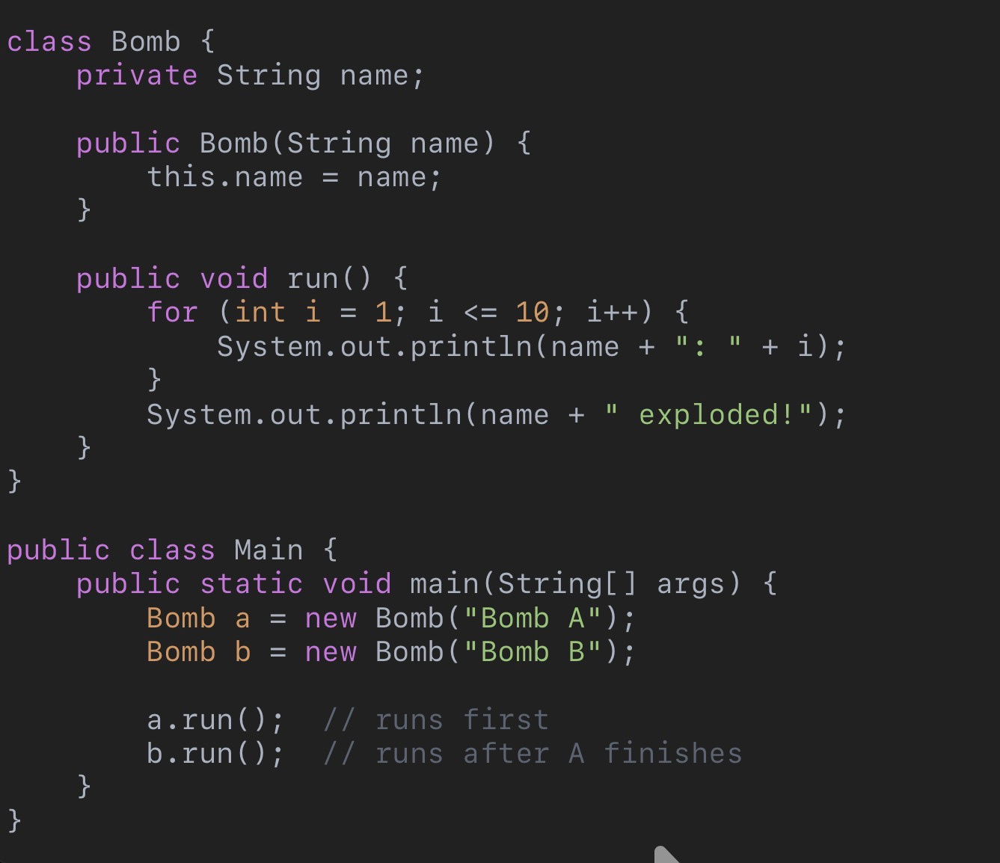 class Bomb {
    private String name;

    public Bomb(String name) {
        this.name = name;
    }

    public void run() {
        for (int i = 1; i <= 10; i++) {
            System.out.println(name + ": " + i);
        }
        System.out.println(name + " exploded!");
    }
}

public class Main {
    public static void main(String[] args) {
        Bomb a = new Bomb("Bomb A");
        Bomb b = new Bomb("Bomb B");

        a.run();  // runs first
        b.run();  // runs after A finishes
    }
}